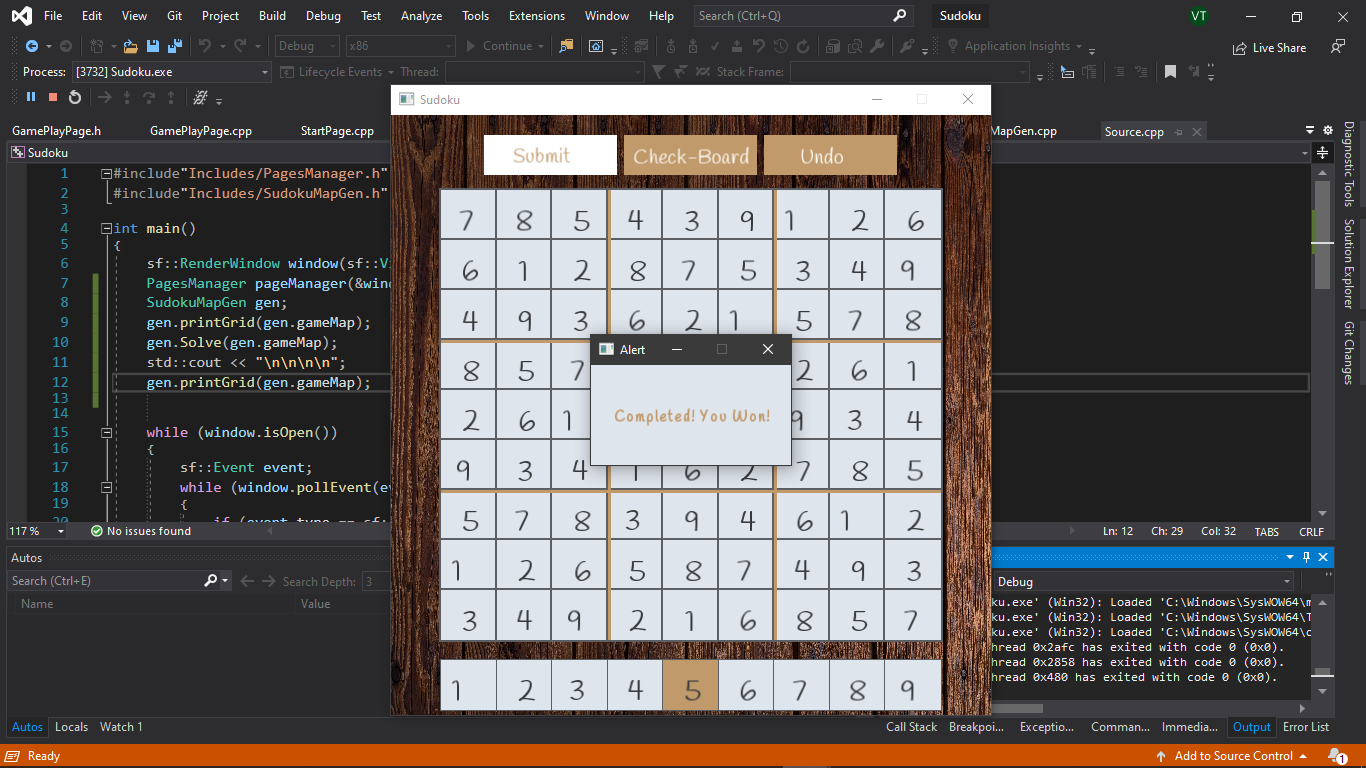 File Edit View Git Project Build Debug Test Analyze Tools Extensions Window Help Search (Ctrl+Q) Sudoku VT
Debug x86 Continue Application Insights Live Share
Process: [3732] Sudoku.exe Lifecycle Events Thread: Stack Frame:
Sudoku
GamePlayPage.h GamePlayPage.cpp StartPage.cpp MapGen.cpp Source.cpp
Sudoku
Submit Check-Board Undo
1 #include"Includes/PagesManager.h"
2 #include"Includes/SudokuMapGen.h"
3
4 int main()
5 {
6 sf::RenderWindow window(sf::Vi
7 PagesManager pageManager(&wind
8 SudokuMapGen gen;
9 gen.printGrid(gen.gameMap);
10 gen.Solve(gen.gameMap);
11 std::cout << "\n\n\n\n";
12 gen.printGrid(gen.gameMap);
13
14
15 while (window.isOpen())
16 {
17 sf::Event event;
18 while (window.pollEvent(ev
19 {
20 if (event.type == sf:
7 8 5 4 3 9 1 2 6
6 1 2 8 7 5 3 4 9
4 9 3 6 2 1 5 7 8
8 5 7 2 6 1
2 6 1 9 3 4
9 3 4 1 6 2 7 8 5
5 7 8 3 9 4 6 1 2
1 2 6 5 8 7 4 9 3
3 4 9 2 1 6 8 5 7
1 2 3 4 5 6 7 8 9
Alert
Completed! You Won!
Diagnostic Tools
Solution Explorer
Git Changes
117 % No issues found Ln: 12 Ch: 29 Col: 32 TABS CRLF
Autos
Search (Ctrl+E) Search Depth: 3
Name Value
Debug
ku.exe' (Win32): Loaded 'C:\Windows\SysWOW64\m
ku.exe' (Win32): Loaded 'C:\Windows\SysWOW64\T
ku.exe' (Win32): Loaded 'C:\Windows\SysWOW64\c
hread 0x2afc has exited with code 0 (0x0).
hread 0x2858 has exited with code 0 (0x0).
hread 0x480 has exited with code 0 (0x0).
Autos Locals Watch 1 Call Stack Breakpoi... Exceptio... Comman... Immedia... Output Error List
Ready Add to Source Control 1